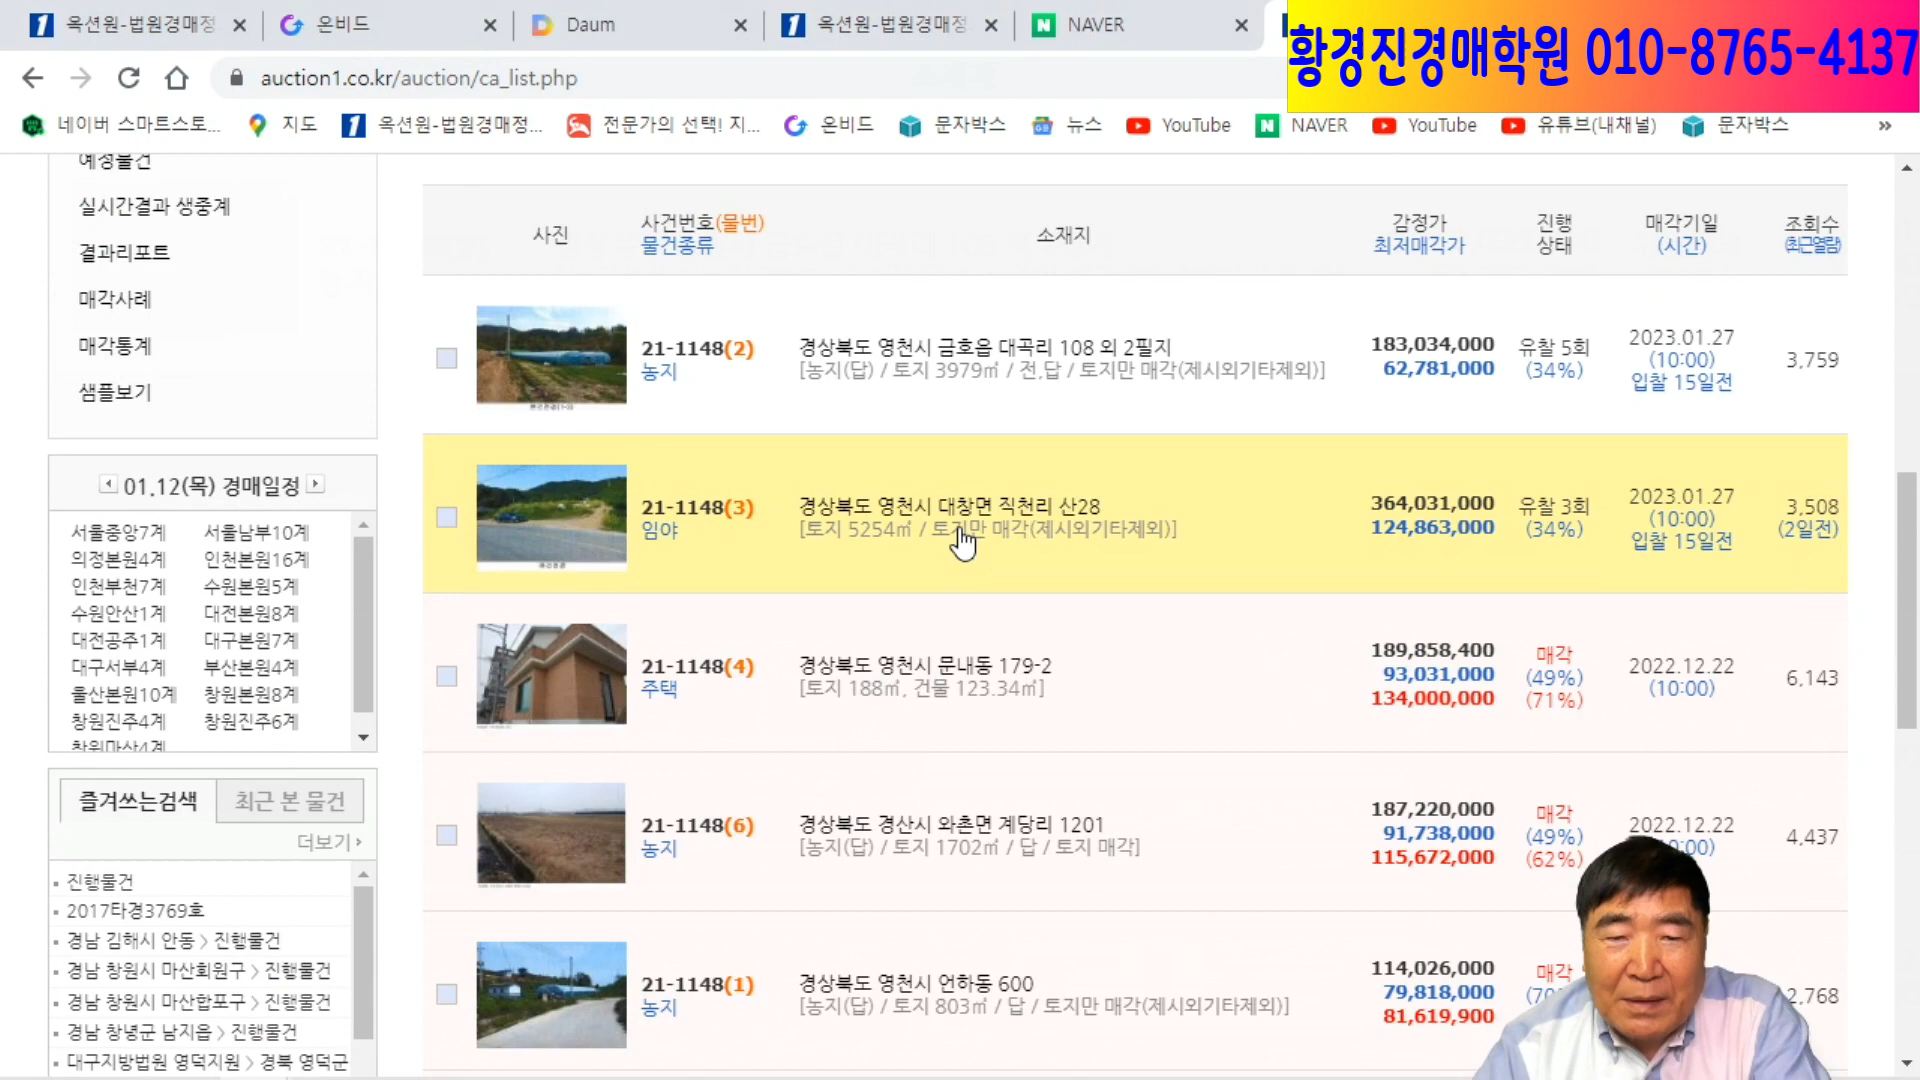 옥션원-법원경매정
온비드
Daum
옥션원-법원경매정
NAVER
황경진경매학원 010-8765-4137
auction1.co.kr/auction/ca_list.php
네이버 스마트스토...
지도
옥션원-법원경매정...
전문가의 선택! 지...
온비드
문자박스
뉴스
YouTube
NAVER
YouTube
유튜브(내채널)
문자박스
예정물건
실시간결과 생중계
결과리포트
매각사례
매각통계
샘플보기
01.12(목) 경매일정
서울중앙7계 서울남부10계
의정본원4계 인천본원16계
인천부천7계 수원본원5계
수원안산1계 대전본원8계
대전공주1계 대구본원7계
대구서부4계 부산본원4계
울산본원10계 창원본원8계
창원진주4계 창원진주6계
창원마산4계
즐겨쓰는검색 최근 본 물건
더보기
진행물건
2017타경3769호
경남 김해시 안동 > 진행물건
경남 창원시 마산회원구 > 진행물건
경남 창원시 마산합포구 > 진행물건
경남 창녕군 남지읍 > 진행물건
대구지방법원 영덕지원 > 경북 영덕군
사진
사건번호(물번)
물건종류
소재지
감정가
최저매각가
진행
상태
매각기일
(시간)
조회수
(최근열람)
21-1148(2)
농지
경상북도 영천시 금호읍 대곡리 108 외 2필지
[농지(답) / 토지 3979㎡ / 전,답 / 토지만 매각(제시외기타제외)]
183,034,000
62,781,000
유찰 5회
(34%)
2023.01.27
(10:00)
입찰 15일전
3,759
21-1148(3)
임야
경상북도 영천시 대창면 직천리 산28
[토지 5254㎡ / 토지만 매각(제시외기타제외)]
364,031,000
124,863,000
유찰 3회
(34%)
2023.01.27
(10:00)
입찰 15일전
3,508
(2일전)
21-1148(4)
주택
경상북도 영천시 문내동 179-2
[토지 188㎡, 건물 123.34㎡]
189,858,400
93,031,000
134,000,000
매각
(49%)
(71%)
2022.12.22
(10:00)
6,143
21-1148(6)
농지
경상북도 경산시 와촌면 계당리 1201
[농지(답) / 토지 1702㎡ / 답 / 토지 매각]
187,220,000
91,738,000
115,672,000
매각
(49%)
(62%)
2022.12.22
4,437
21-1148(1)
농지
경상북도 영천시 언하동 600
[농지(답) / 토지 803㎡ / 답 / 토지만 매각(제시외기타제외)]
114,026,000
79,818,000
81,619,900
매각
2,768